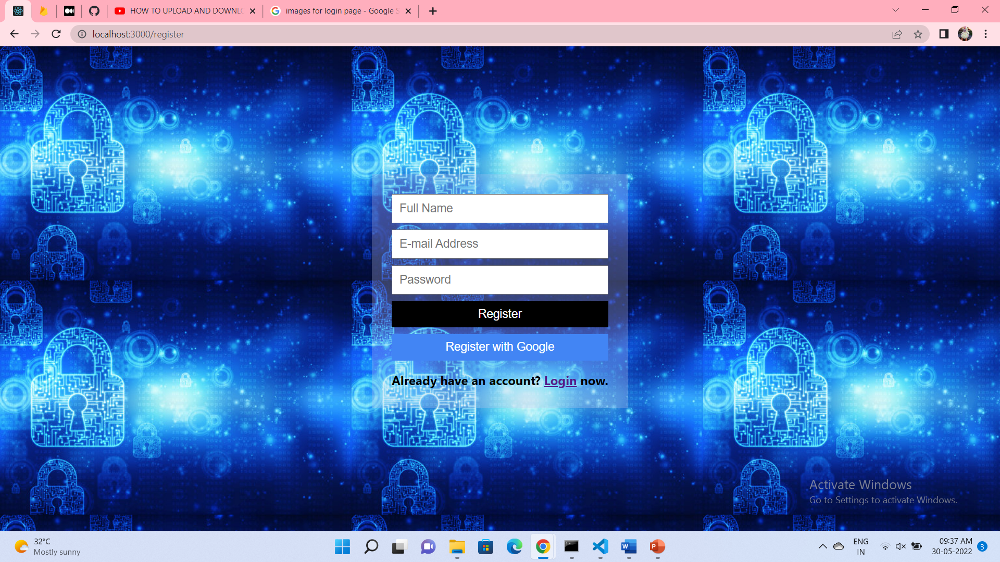 HOW TO UPLOAD AND DOWNLO
images for login page - Google S
localhost:3000/register
Full Name
E-mail Address
Password
Register
Register with Google
Already have an account? Login now.
Activate Windows
Go to Settings to activate Windows.
32°C
Mostly sunny
ENG
IN
09:37 AM
30-05-2022
3